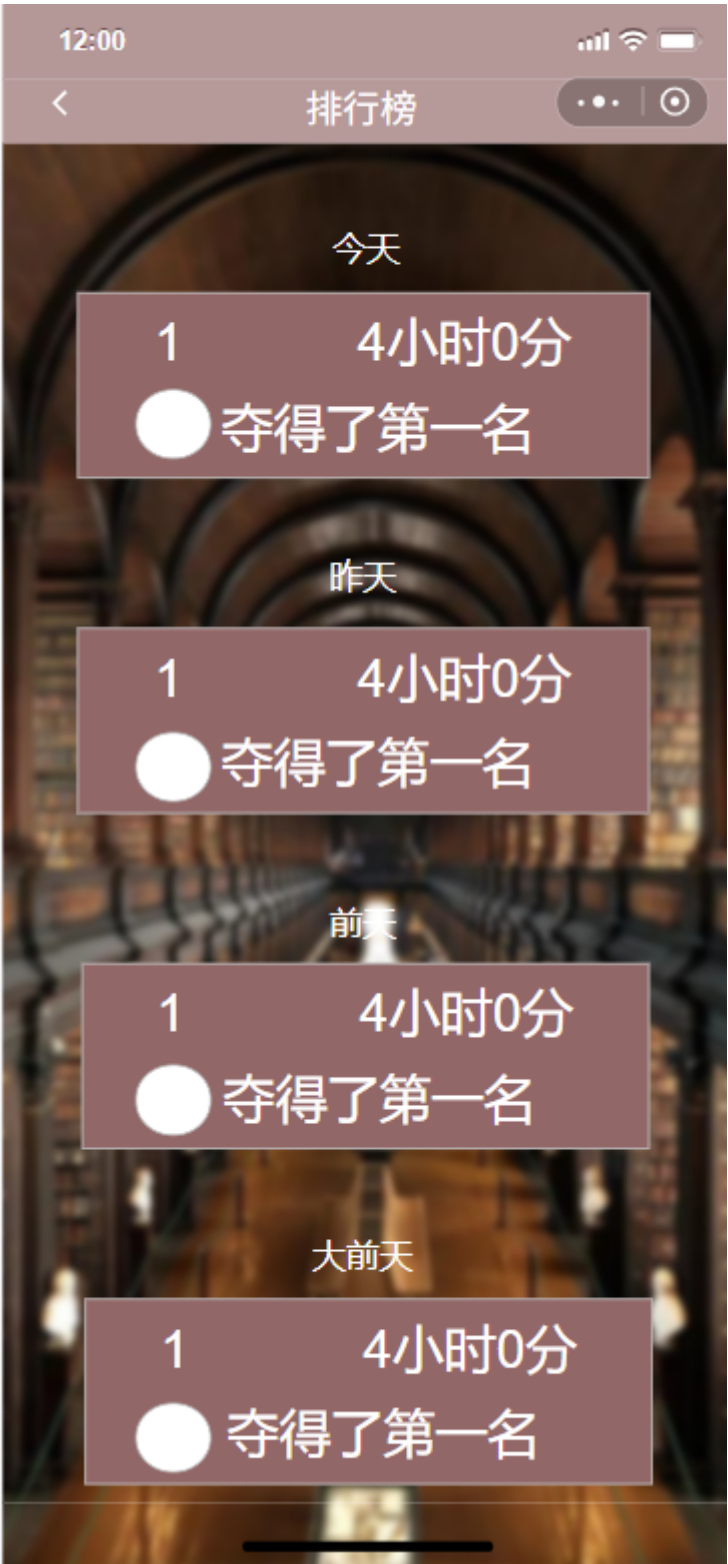 12:00
排行榜
今天
1 4小时0分
夺得了第一名
昨天
1 4小时0分
夺得了第一名
前天
1 4小时0分
夺得了第一名
大前天
1 4小时0分
夺得了第一名